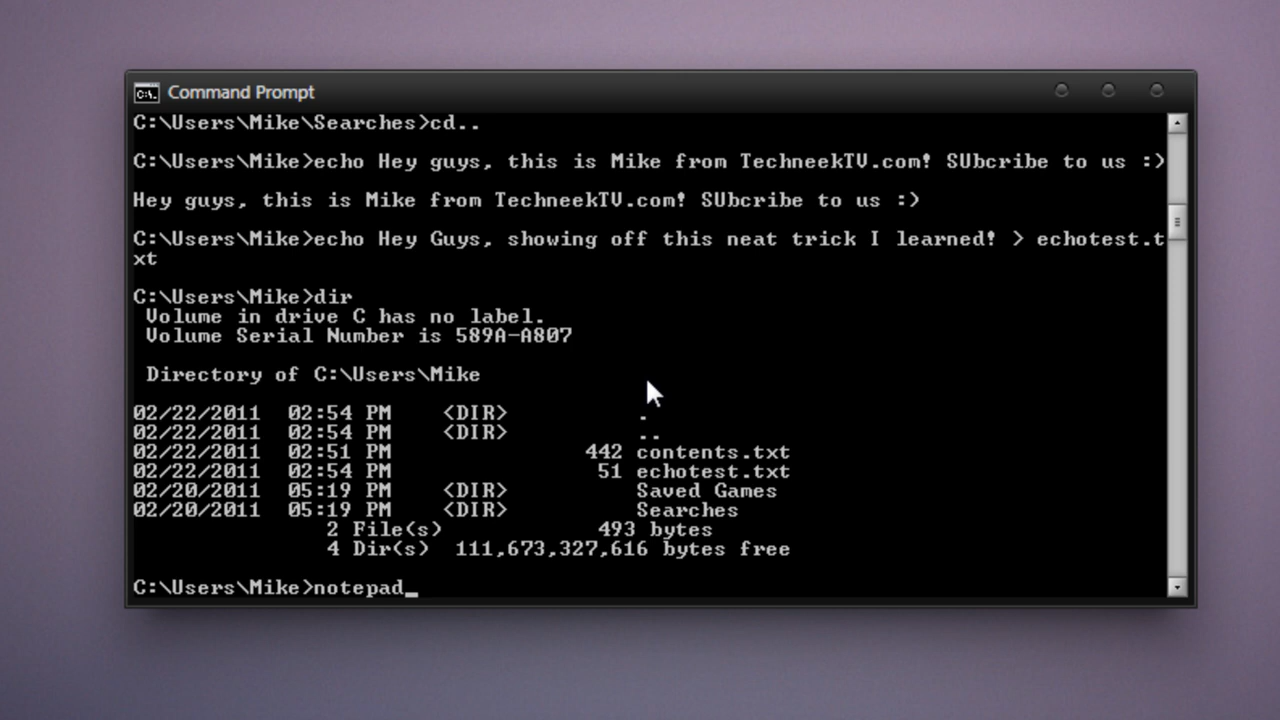 Command Prompt
C:\Users\Mike\Searches>cd..
C:\Users\Mike>echo Hey guys, this is Mike from TechneekTV.com! SUbcribe to us :)
Hey guys, this is Mike from TechneekTV.com! SUbcribe to us :)
C:\Users\Mike>echo Hey Guys, showing off this neat trick I learned! > echotest.t
xt
C:\Users\Mike>dir
Volume in drive C has no label.
Volume Serial Number is 589A-A807
Directory of C:\Users\Mike
02/22/2011 02:54 PM <DIR> .
02/22/2011 02:54 PM <DIR> ..
02/22/2011 02:51 PM 442 contents.txt
02/22/2011 02:54 PM 51 echotest.txt
02/20/2011 05:19 PM <DIR> Saved Games
02/20/2011 05:19 PM <DIR> Searches
2 File(s) 493 bytes
4 Dir(s) 111,673,327,616 bytes free
C:\Users\Mike>notepad_